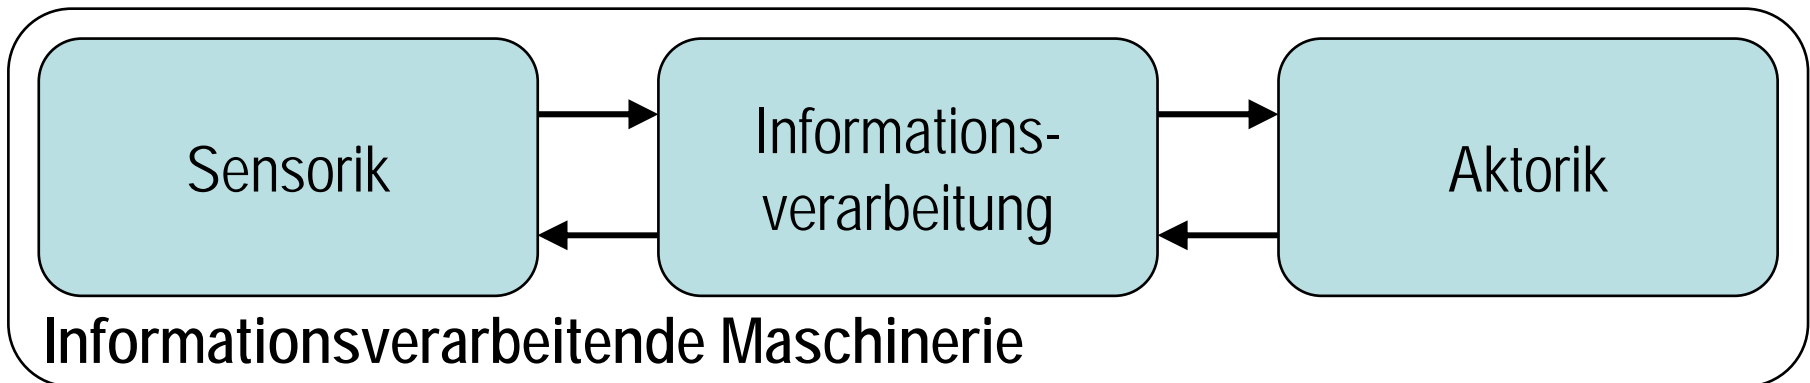 Sensorik
Informations-
verarbeitung
Aktorik
Informationsverarbeitende Maschinerie